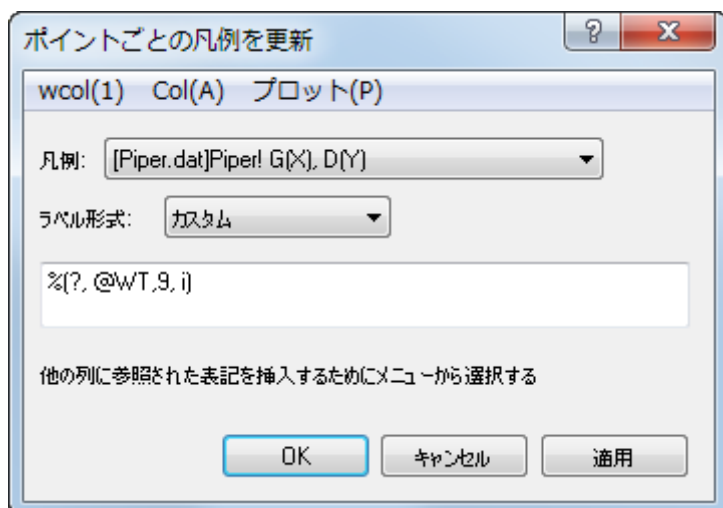 ポイントごとの凡例を更新
wcol(1) Col(A) プロット(P)
凡例: [Piper.dat]Piper! G(X), D(Y)
ラベル形式: カスタム
%(?, @WT,9, i)
他の列に参照された表記を挿入するためにメニューから選択する
OK キャンセル 適用